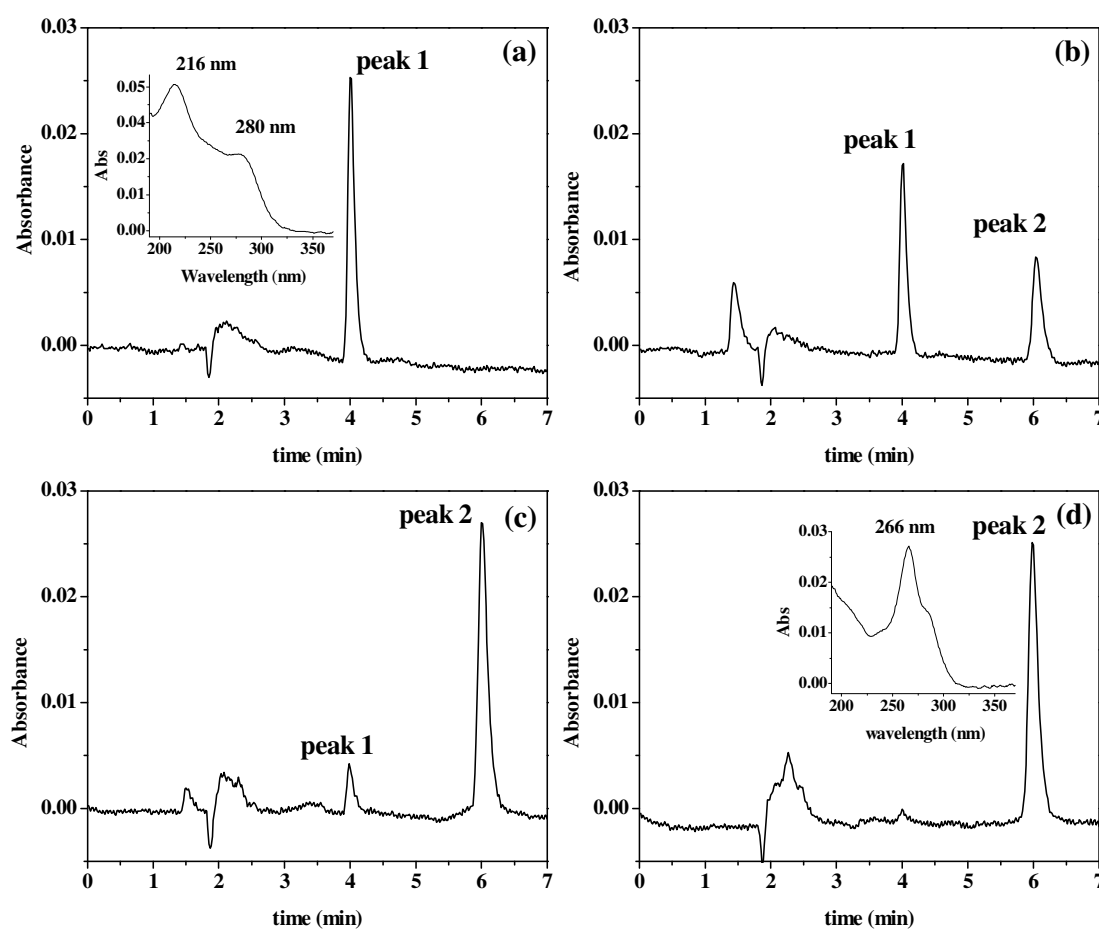 0.03
0.02
0.01
0.00
Absorbance
(a)
peak 1
216 nm
280 nm
0.05
0.04
0.02
0.01
0.00
Abs
200 250 300 350
Wavelength (nm)
0 1 2 3 4 5 6 7
time (min)
0.03
0.02
0.01
0.00
Absorbance
(b)
peak 1
peak 2
0 1 2 3 4 5 6 7
time (min)
0.03
0.02
0.01
0.00
Absorbance
(c)
peak 2
peak 1
0 1 2 3 4 5 6 7
time (min)
0.03
0.02
0.01
0.00
Absorbance
(d)
peak 2
266 nm
0.03
0.02
0.01
0.00
Abs
200 250 300 350
wavelength (nm)
0 1 2 3 4 5 6 7
time (min)